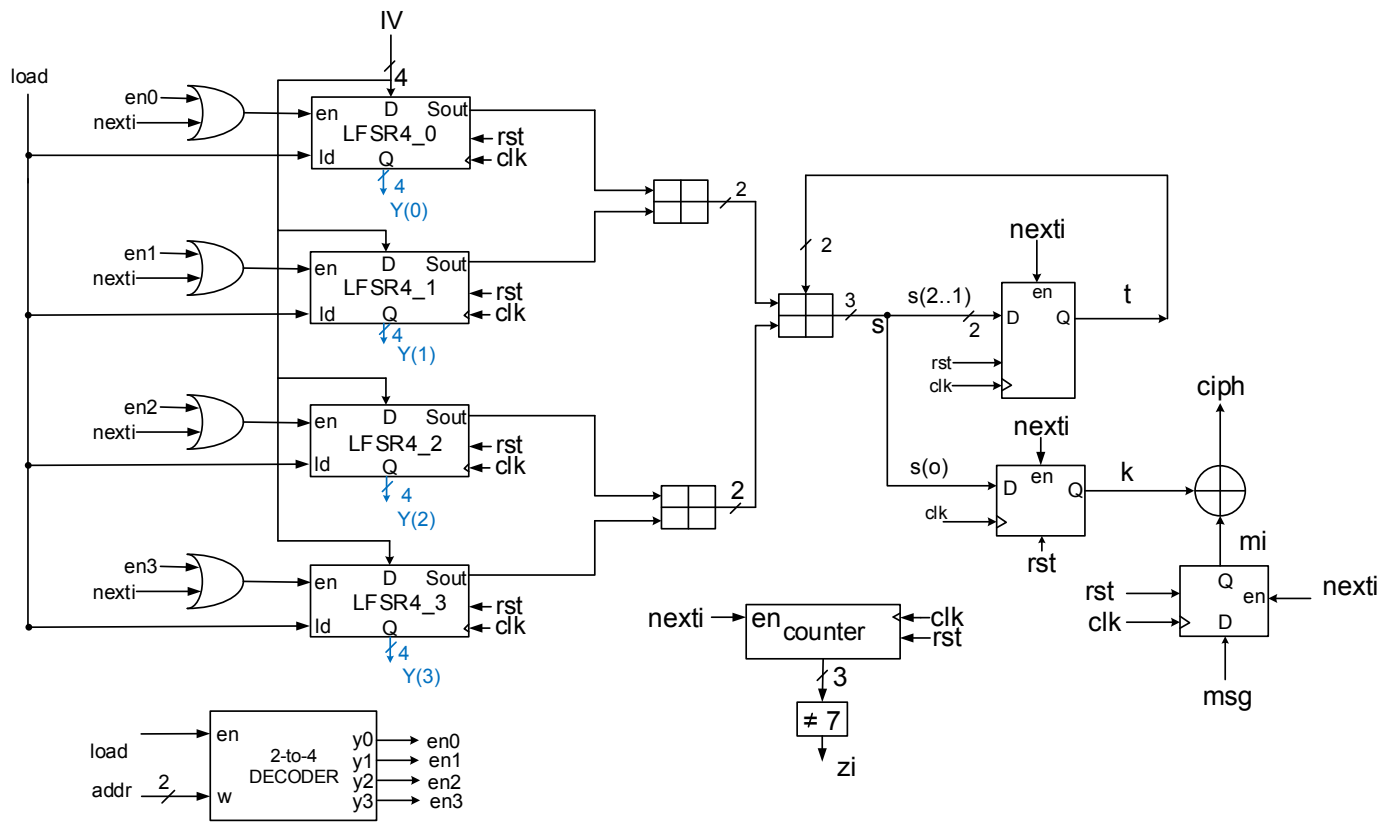 IV
4
load
en0
nexti
en
D
Sout
LFSR4_0
ld
Q
rst
clk
4
Y(0)
2
en1
nexti
en
D
Sout
LFSR4_1
ld
Q
rst
clk
4
Y(1)
2
3
s
s(2..1)
2
nexti
en
D
Q
t
rst
clk
en2
nexti
en
D
Sout
LFSR4_2
ld
Q
rst
clk
4
Y(2)
2
s(o)
nexti
en
D
Q
k
clk
rst
ciph
mi
en3
nexti
en
D
Sout
LFSR4_3
ld
Q
rst
clk
4
Y(3)
nexti
en
counter
clk
rst
3
≠ 7
zi
rst
clk
Q
en
D
nexti
msg
load
addr
2
en
w
2-to-4
DECODER
y0
y1
y2
y3
en0
en1
en2
en3